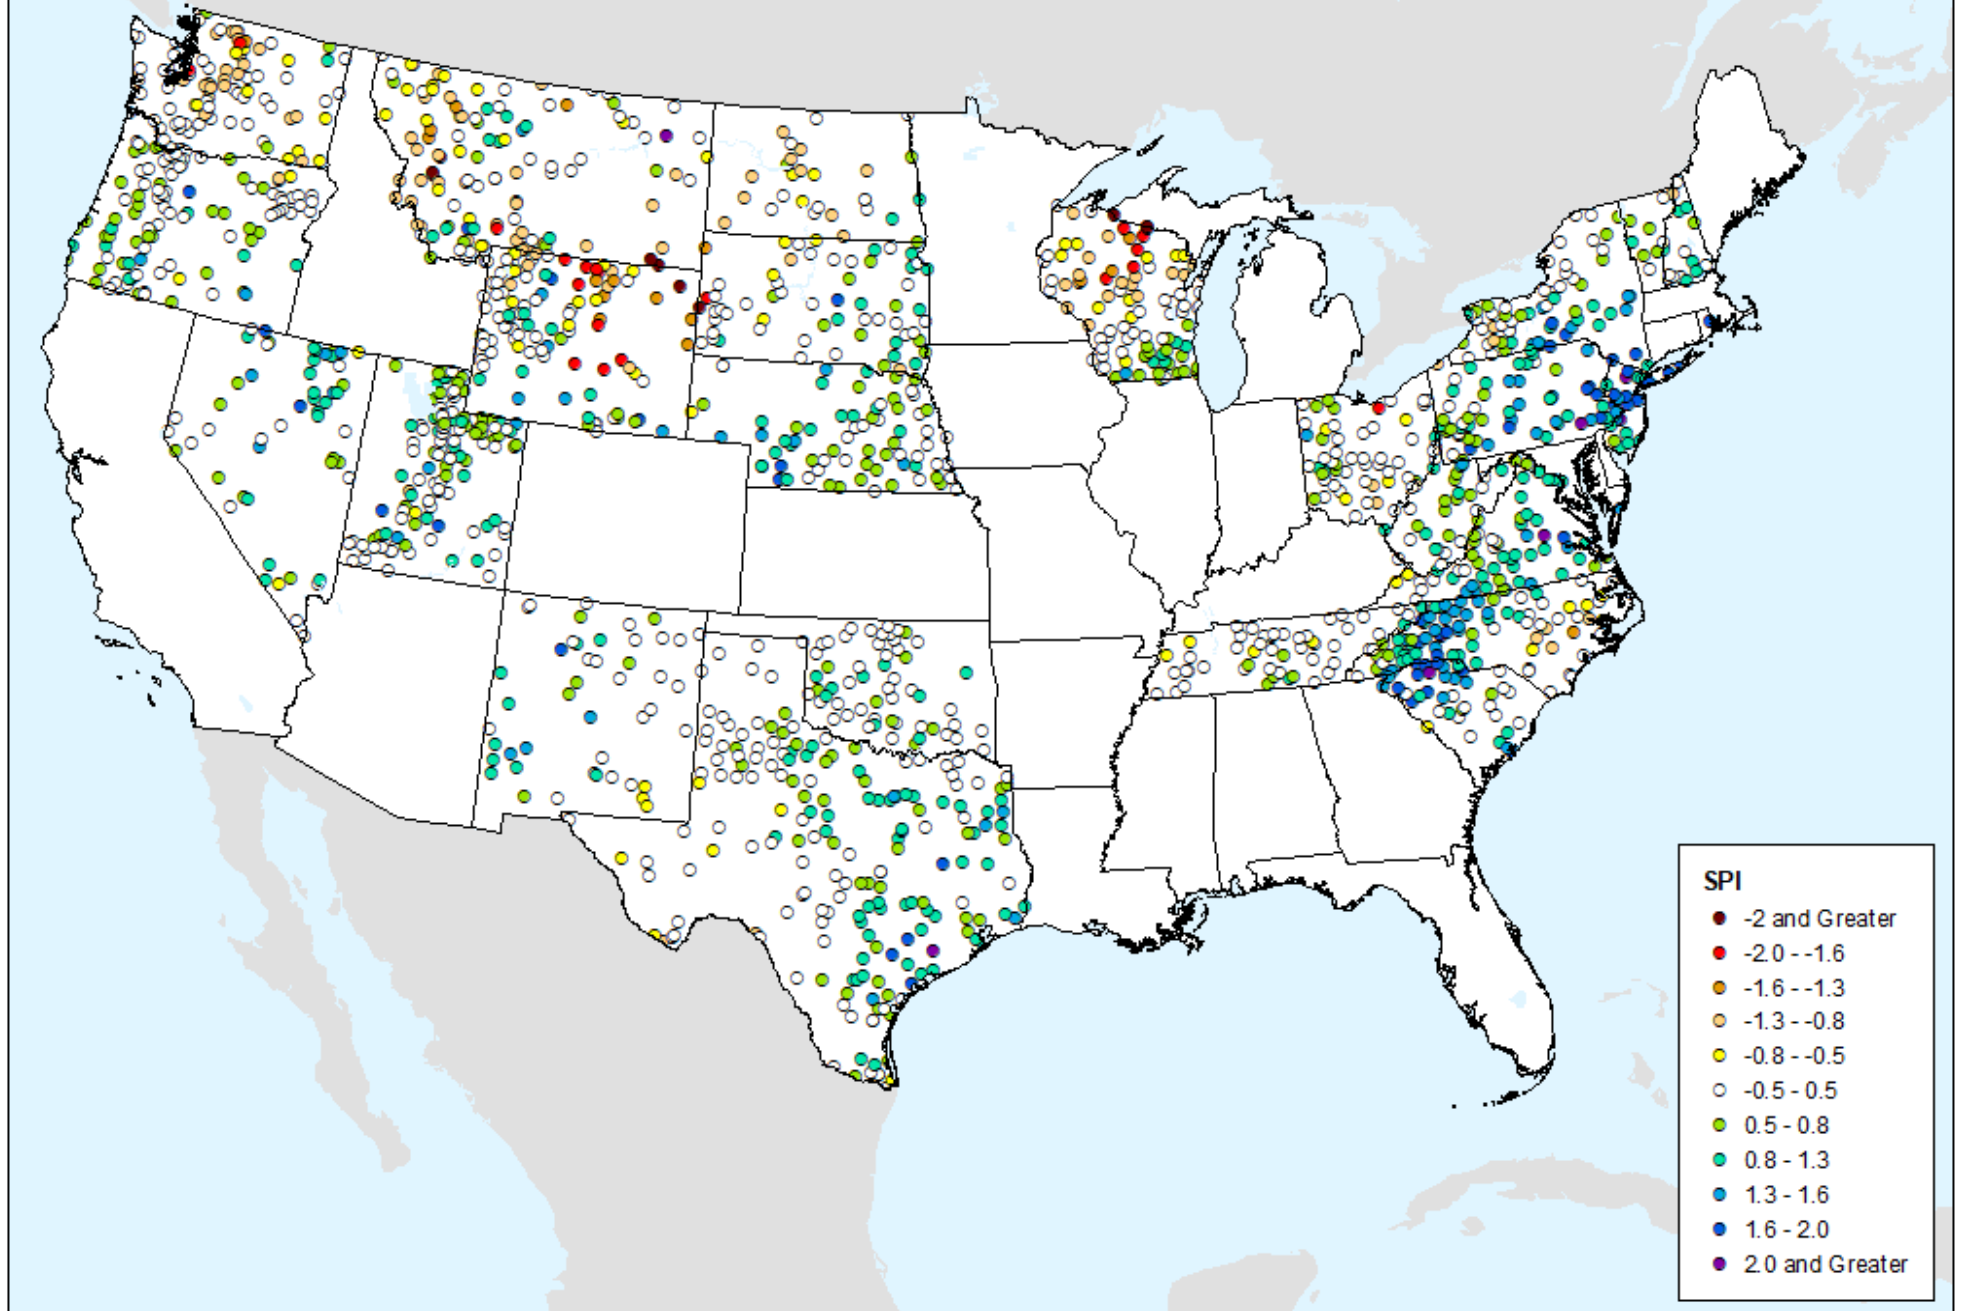 SPI
-2 and Greater
-2.0 - -1.6
-1.6 - -1.3
-1.3 - -0.8
-0.8 - -0.5
-0.5 - 0.5
0.5 - 0.8
0.8 - 1.3
1.3 - 1.6
1.6 - 2.0
2.0 and Greater